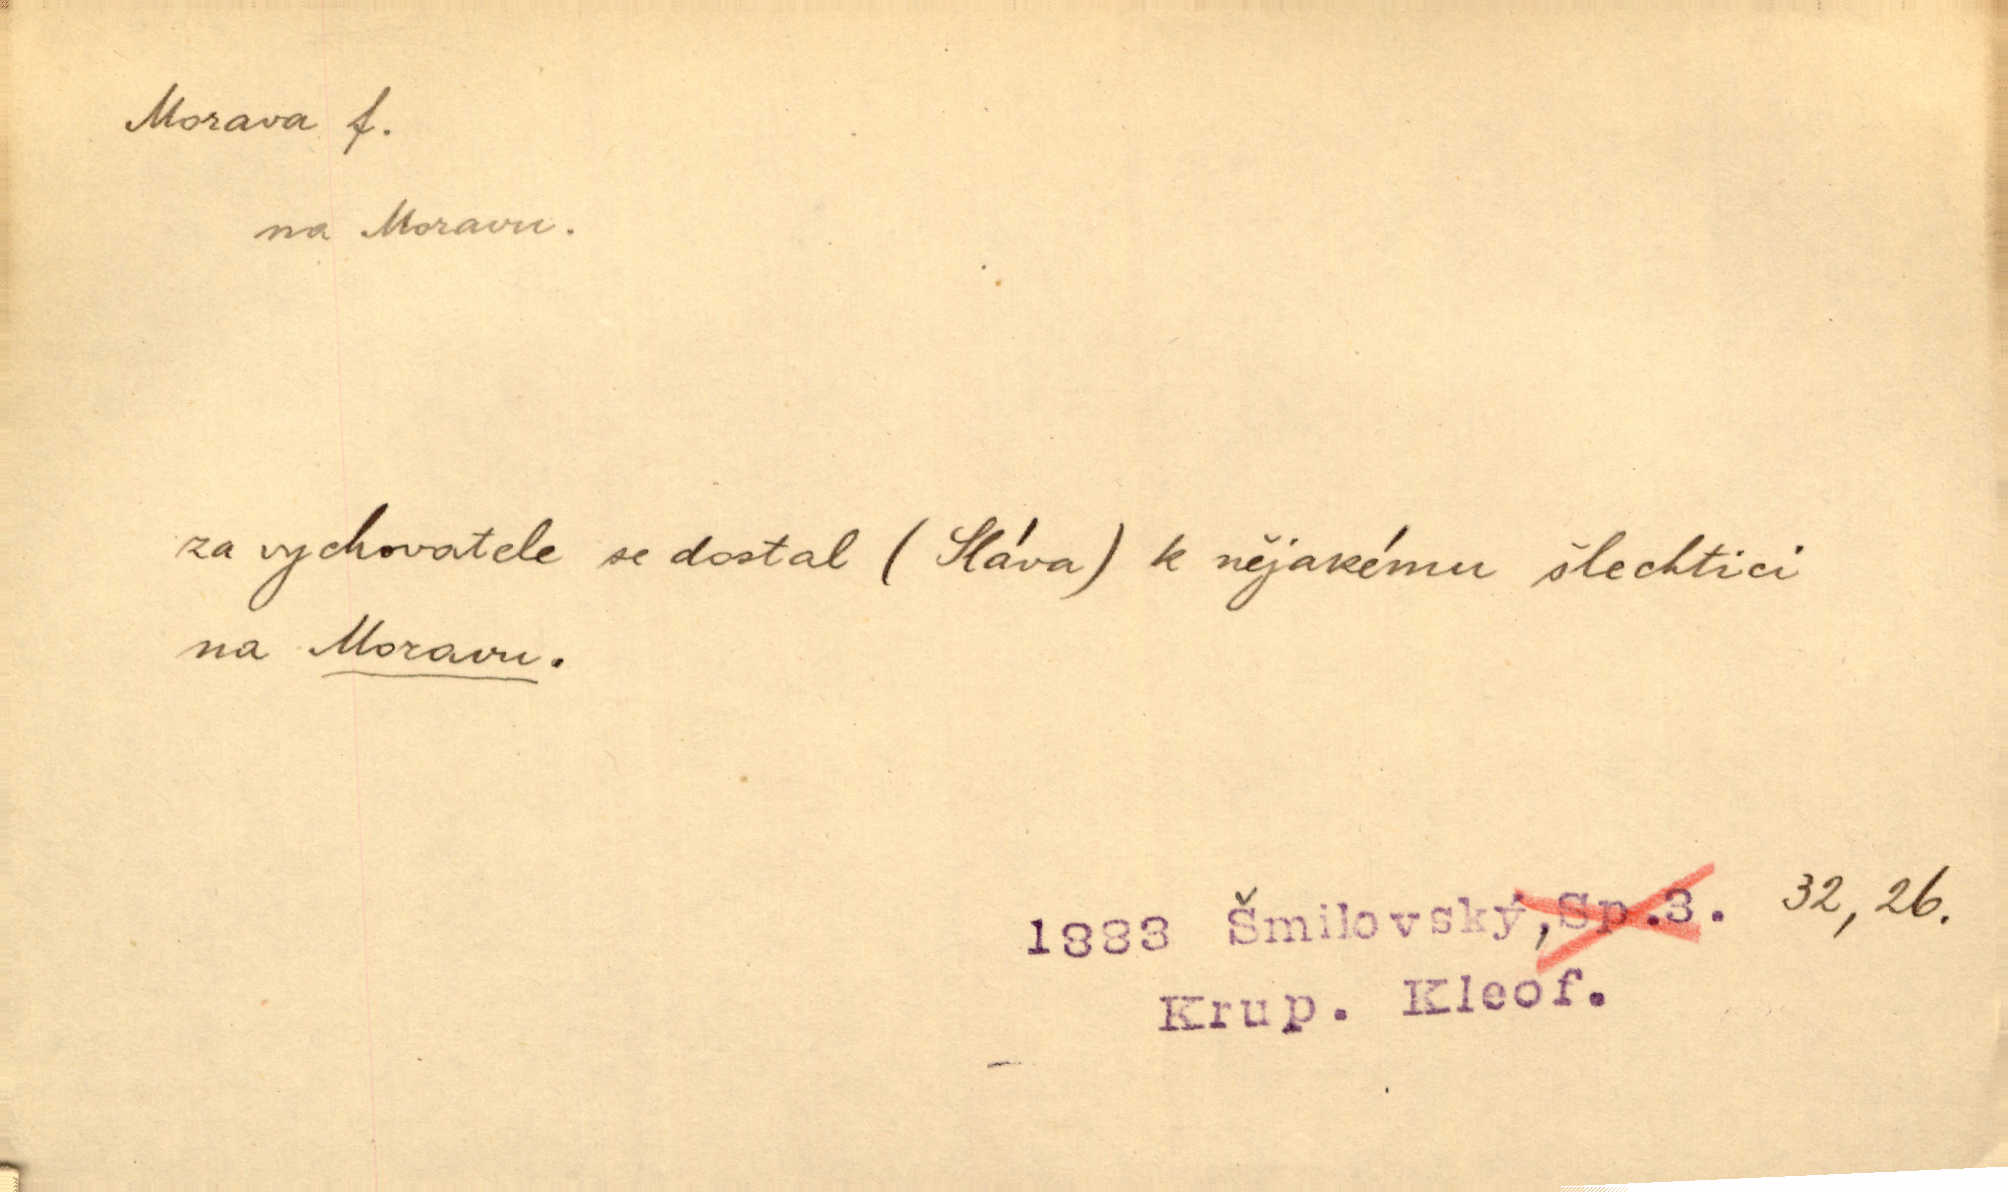 Morava f.
na Moravu.
za vychovatele se dostal (Sláva) k nějakému šlechtici
na Moravu.
1883 Šmilovský, Sp.3. 32, 26.
Krup. Kleof.